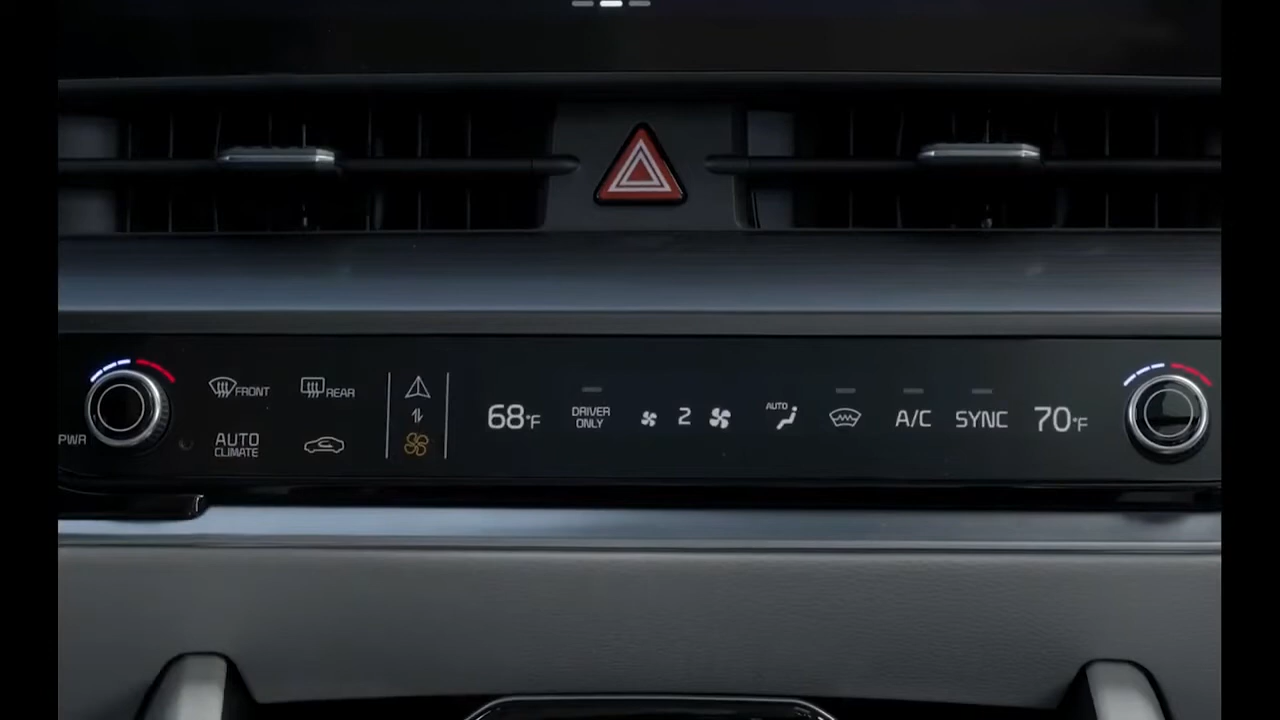 FRONT
REAR
PWR
AUTO
CLIMATE
68°F
DRIVER
ONLY
2
AUTO
A/C
SYNC
70°F